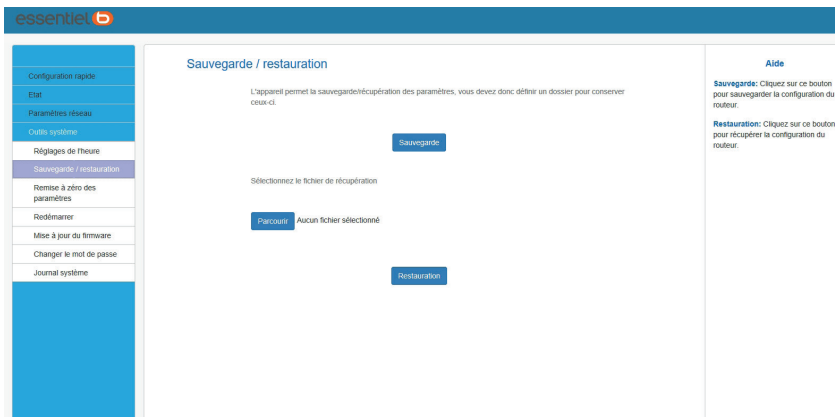 essentiel b
Configuration rapide
Etat
Paramètres réseau
Outils système
Réglages de l'heure
Sauvegarde / restauration
Remise à zéro des
paramètres
Redémarrer
Mise à jour du firmware
Changer le mot de passe
Journal système
Sauvegarde / restauration
L'appareil permet la sauvegarde/récupération des paramètres, vous devez donc définir un dossier pour conserver
ceux-ci.
Sauvegarde
Sélectionnez le fichier de récupération
Parcourir Aucun fichier sélectionné
Restauration
Aide
Sauvegarde: Cliquez sur ce bouton
pour sauvegarder la configuration du
routeur.
Restauration: Cliquez sur ce bouton
pour récupérer la configuration du
routeur.